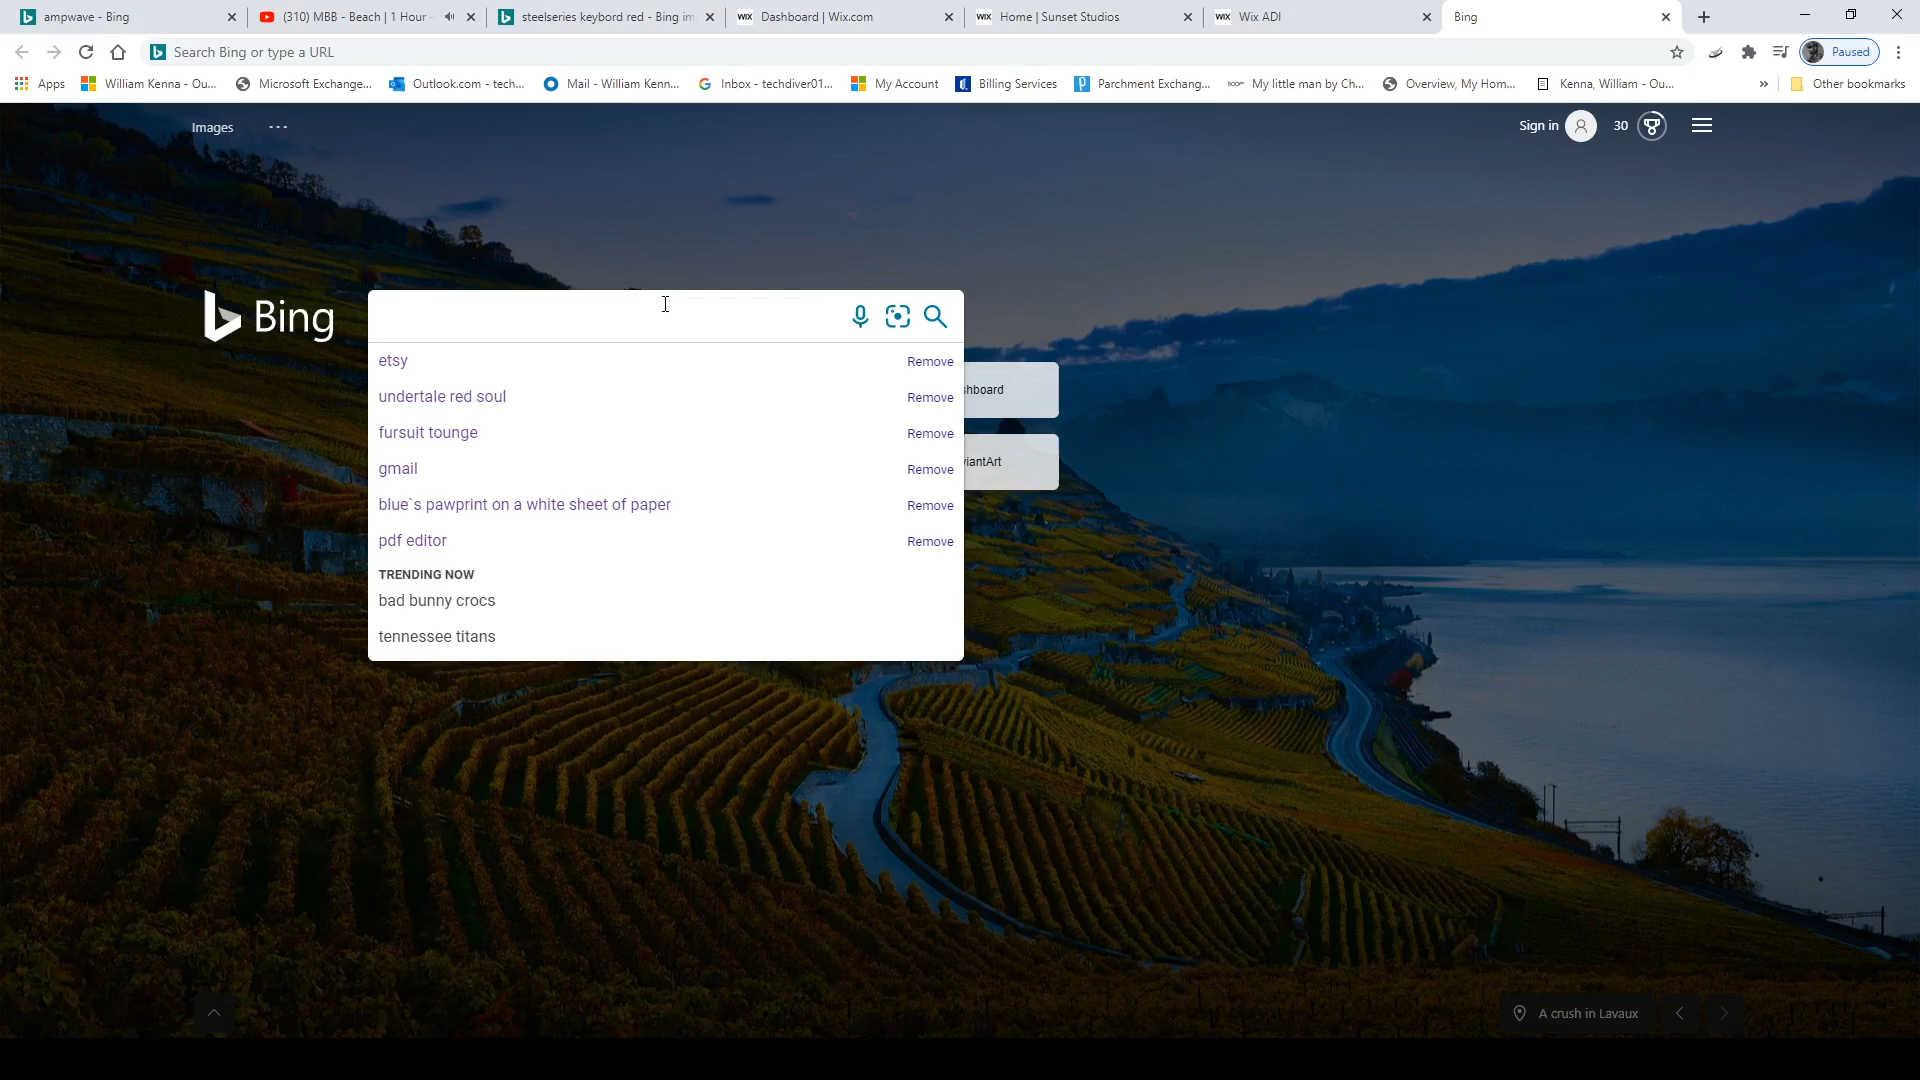 ampwave - Bing
(310) MBB - Beach | 1 Hour
steelseries keybord red - Bing im
WIX Dashboard | Wix.com
WIX Home | Sunset Studios
WIX Wix ADI
Bing
Search Bing or type a URL
Paused
Apps
William Kenna - Ou...
Microsoft Exchange...
Outlook.com - tech...
Mail - William Kenn...
Inbox - techdiver01...
My Account
Billing Services
Parchment Exchang...
My little man by Ch...
Overview, My Hom...
Kenna, William - Ou...
»
Other bookmarks
Images
Sign in
30
Bing
etsy Remove
undertale red soul Remove
hboard
fursuit tounge Remove
viantArt
gmail Remove
blue`s pawprint on a white sheet of paper Remove
pdf editor Remove
TRENDING NOW
bad bunny crocs
tennessee titans
A crush in Lavaux